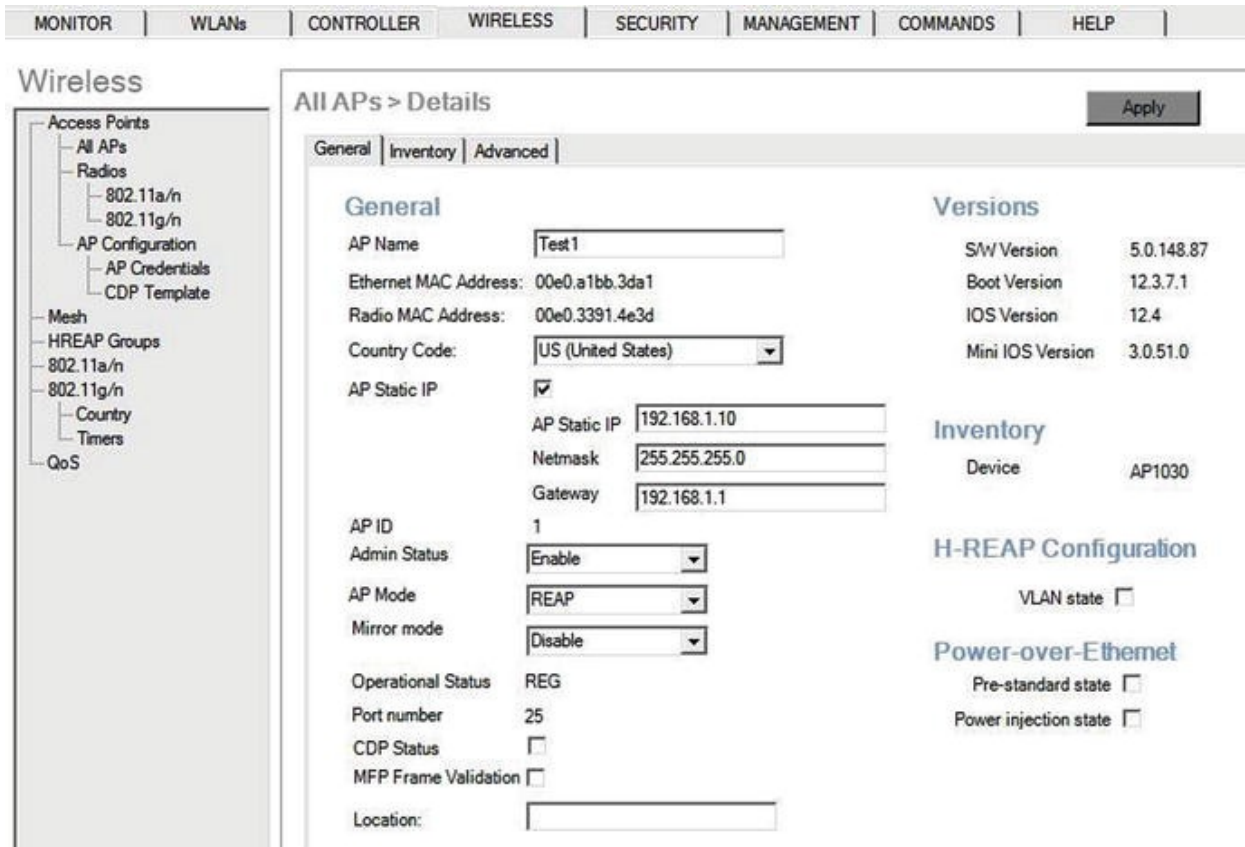 MONITOR WLANs CONTROLLER WIRELESS SECURITY MANAGEMENT COMMANDS HELP
Wireless
Access Points
All APs
Radios
802.11a/n
802.11g/n
AP Configuration
AP Credentials
CDP Template
Mesh
HREAP Groups
802.11a/n
802.11g/n
Country
Timers
QoS
All APs > Details
Apply
General Inventory Advanced
General
AP Name Test1
Ethernet MAC Address: 00e0.a1bb.3da1
Radio MAC Address: 00e0.3391.4e3d
Country Code: US (United States)
AP Static IP
AP Static IP 192.168.1.10
Netmask 255.255.255.0
Gateway 192.168.1.1
AP ID 1
Admin Status Enable
AP Mode REAP
Mirror mode Disable
Operational Status REG
Port number 25
CDP Status
MFP Frame Validation
Location:
Versions
S/W Version 5.0.148.87
Boot Version 12.3.7.1
IOS Version 12.4
Mini IOS Version 3.0.51.0
Inventory
Device AP1030
H-REAP Configuration
VLAN state
Power-over-Ethernet
Pre-standard state
Power injection state